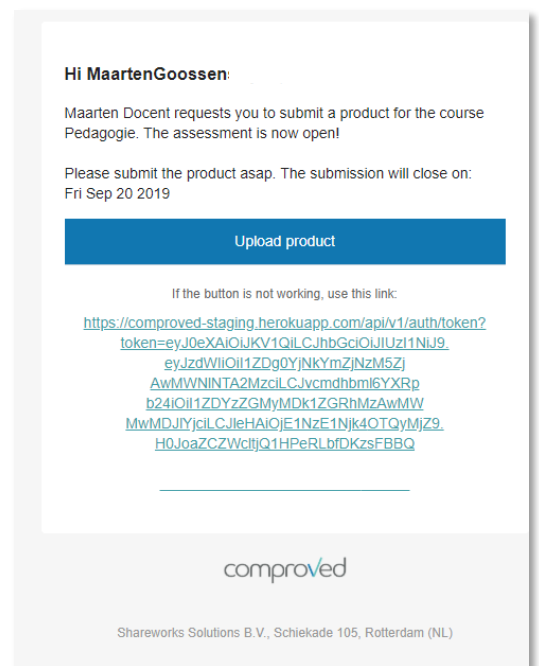 Hi MaartenGoossen
Maarten Docent requests you to submit a product for the course
Pedagogie. The assessment is now open!
Please submit the product asap. The submission will close on:
Fri Sep 20 2019
Upload product
If the button is not working, use this link:
https://comproved-staging.herokuapp.com/api/v1/auth/token?
token=eyJ0eXAiOiJKV1QiLCJhbGciOiJIUzI1NiJ9.
eyJzdWIiOiI1ZDg0YjNkYmZjNzM5Zj
AwMWNlNTA2MzciLCJvcmdhbml6YXRp
b24iOiI1ZDYzZGMyMDk1ZGRhMzAwMW
MwMDJlYjciLCJleHAiOjE1NzE1Njk4OTQyMjZ9.
H0JoaZCZWcltjQ1HPeRLbfDKzsFBBQ
comproved
Shareworks Solutions B.V., Schiekade 105, Rotterdam (NL)